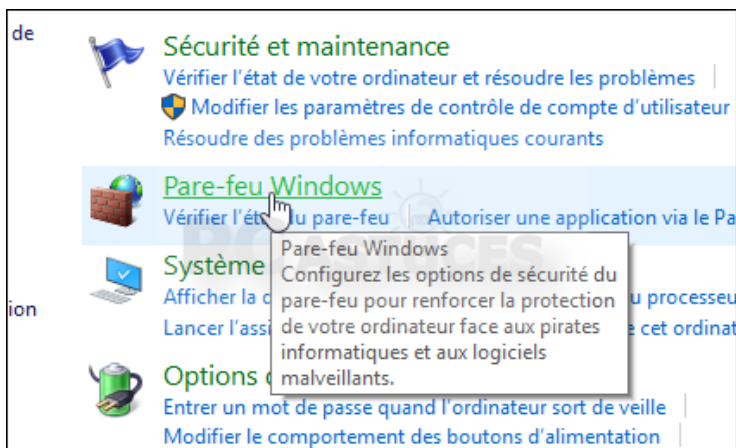 de
Sécurité et maintenance
Vérifier l'état de votre ordinateur et résoudre les problèmes
Modifier les paramètres de contrôle de compte d'utilisateur
Résoudre des problèmes informatiques courants
Pare-feu Windows
Vérifier l'ét du pare-feu Autoriser une application via le Pa
PC ASTUCES
Pare-feu Windows
Configurez les options de sécurité du
pare-feu pour renforcer la protection
de votre ordinateur face aux pirates
informatiques et aux logiciels
malveillants.
Système
Afficher la u processeu
ion
Lancer l'assi cet ordinat
Options
Entrer un mot de passe quand l'ordinateur sort de veille
Modifier le comportement des boutons d'alimentation